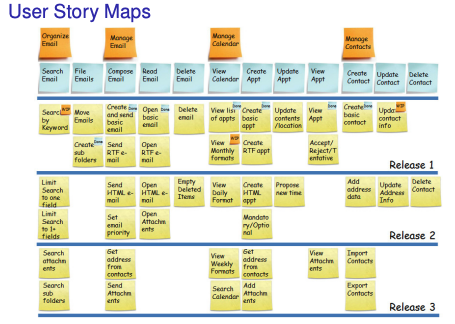 User Story Maps
Organize
Email
Manage
Email
Manage
Calendar
Manage
Contacts
Search
Email
File
Emails
Compose
Email
Read
Email
Delete
Email
View
Calendar
Create
Appt
Update
Appt
View
Appt
Create
Contact
Update
Contact
Delete
Contact
Search
by
Keyword
WIP
Move
Emails
Create
and send
basic
email
Done
Open
basic
email
Done
Delete
email
View list
of appts
Done
Create
basic
appt
Done
Update
contents
/location
View
Appt
Done
Create
basic
contact
Done
Update
contact
info
WIP
Create
sub
folders
Done
Send
RTF e-
mail
Open
RTF e-
mail
View
Monthly
formats
WIP
Create
RTF appt
Accept/
Reject/T
entative
Release 1
Limit
Search
to one
field
Send
HTML e-
mail
Open
HTML e-
mail
Empty
Deleted
Items
View
Daily
Format
Create
HTML
appt
Propose
new time
Add
address
data
Update
Address
Info
Delete
Contact
Limit
Search
to 1+
fields
Set
email
priority
Open
Attachm
ents
Mandato
ry/Optio
nal
Release 2
Search
attachm
ents
Get
address
from
contacts
View
Weekly
Formats
Get
address
from
contacts
View
Attachm
ents
Import
Contacts
Search
sub
folders
Send
Attachm
ents
Search
Calendar
Add
Attachm
ents
Export
Contacts
Release 3